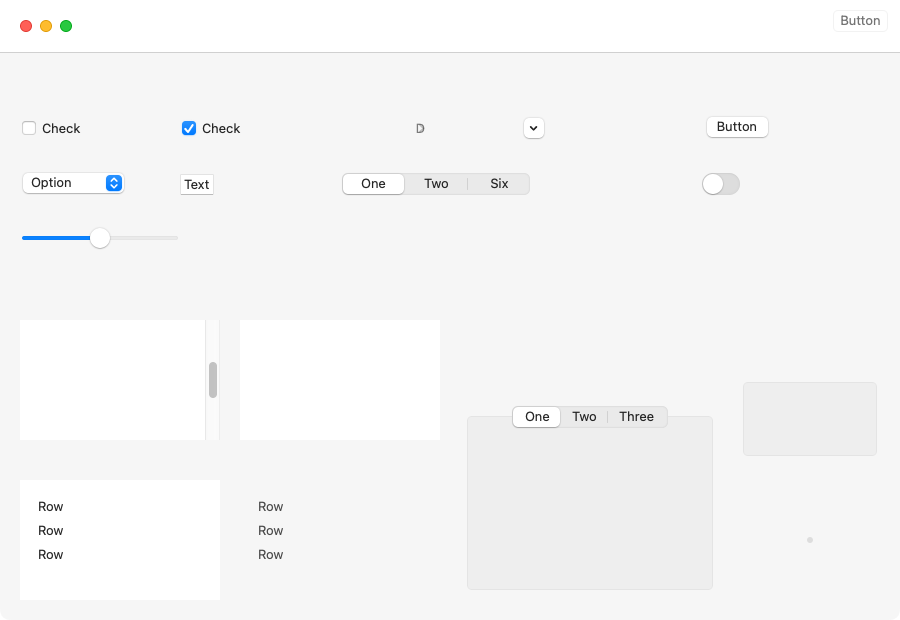 Button
Check Check D Button
Option Text One Two Six
One Two Three
Row Row
Row Row
Row Row